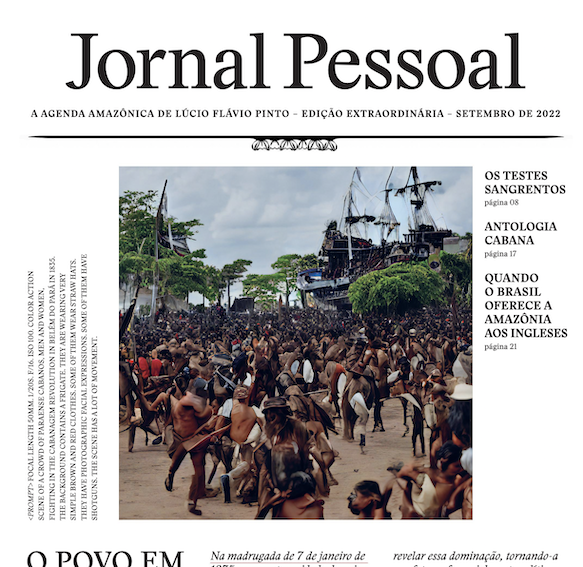 Jornal Pessoal
A AGENDA AMAZÔNICA DE LÚCIO FLÁVIO PINTO – EDIÇÃO EXTRAORDINÁRIA – SETEMBRO DE 2022
OS TESTES
SANGRENTOS
página 08
ANTOLOGIA
CABANA
página 17
QUANDO
O BRASIL
OFERECE A
AMAZÔNIA
AOS INGLESES
página 21
<PROMPT> FOCAL LENGTH 50MM, 1/20S, F/16, ISO 100, COLOR ACTION
SCENE OF A CROWD OF PARAENSE CABANOS, MEN AND WOMEN,
FIGHTING IN THE CABANAGEM REVOLUTION IN BELÉM DO PARÁ IN 1835.
THE BACKGROUND CONTAINS A FRIGATE. THEY ARE WEARING VERY
SIMPLE BROWN AND RED CLOTHES. SOME OF THEM WEAR STRAW HATS.
THEY HAVE PHOTOGRAPHIC FACIAL EXPRESSIONS. SOME OF THEM HAVE
SHOTGUNS. THE SCENE HAS A LOT OF MOVEMENT.
O POVO EM
Na madrugada de 7 de janeiro de
revelar essa dominação, tornando-a